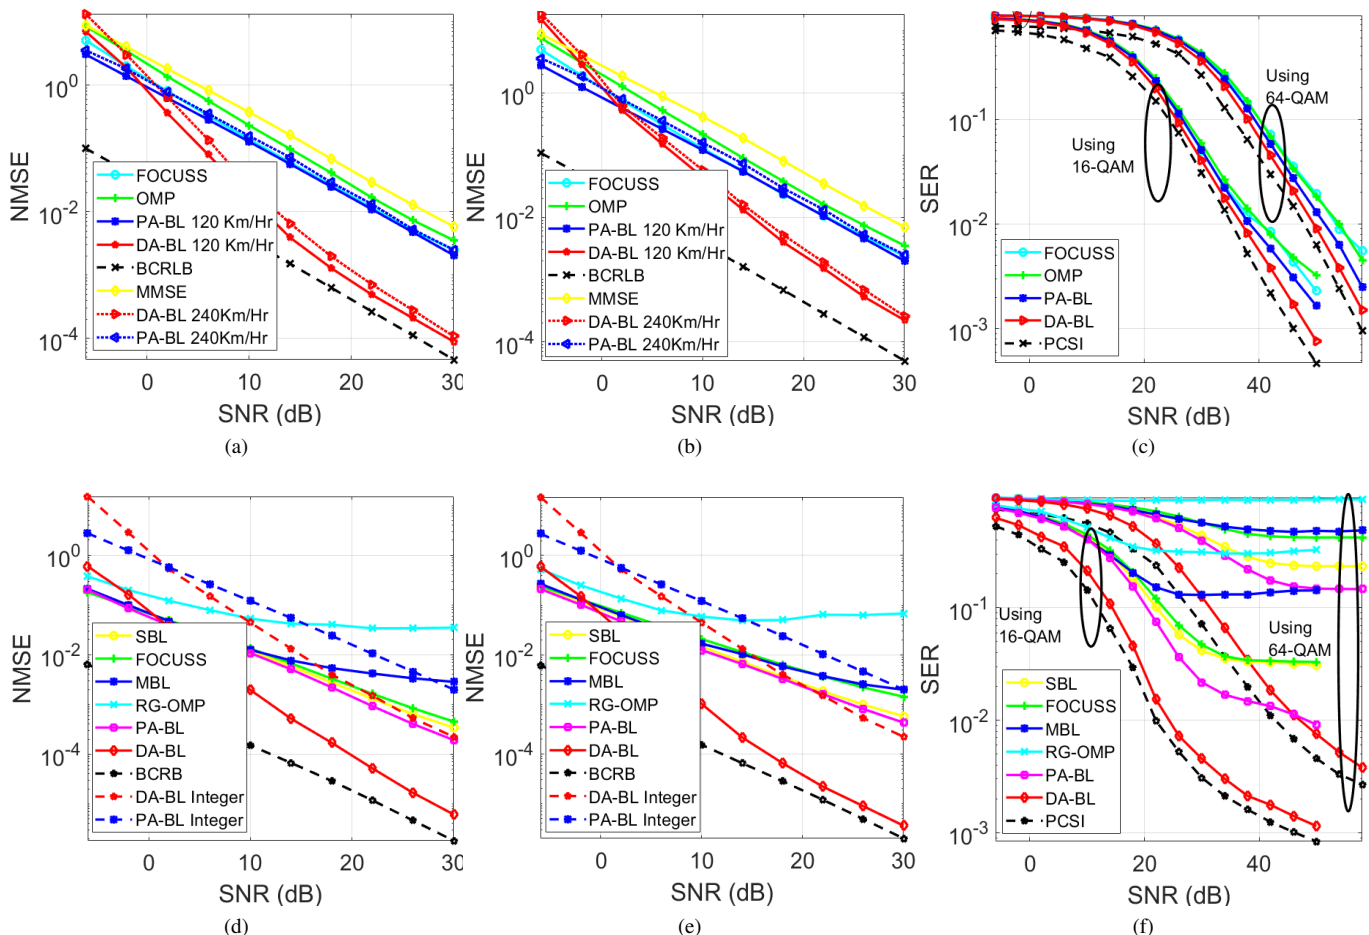 NMSE
10^0
10^-2
10^-4
FOCUSS
OMP
PA-BL 120 Km/Hr
DA-BL 120 Km/Hr
BCRLB
MMSE
DA-BL 240Km/Hr
PA-BL 240Km/Hr
0
10
20
30
SNR (dB)
(a)
NMSE
10^0
10^-2
10^-4
FOCUSS
OMP
PA-BL 120 Km/Hr
DA-BL 120 Km/Hr
BCRLB
MMSE
DA-BL 240Km/Hr
PA-BL 240Km/Hr
0
10
20
30
SNR (dB)
(b)
SER
10^-1
10^-2
10^-3
Using
64-QAM
Using
16-QAM
FOCUSS
OMP
PA-BL
DA-BL
PCSI
0
20
40
SNR (dB)
(c)
NMSE
10^0
10^-2
10^-4
SBL
FOCUSS
MBL
RG-OMP
PA-BL
DA-BL
BCRB
DA-BL Integer
PA-BL Integer
0
10
20
30
SNR (dB)
(d)
NMSE
10^0
10^-2
10^-4
SBL
FOCUSS
MBL
RG-OMP
PA-BL
DA-BL
BCRB
DA-BL Integer
PA-BL Integer
0
10
20
30
SNR (dB)
(e)
SER
10^-1
10^-2
10^-3
Using
16-QAM
Using
64-QAM
SBL
FOCUSS
MBL
RG-OMP
PA-BL
DA-BL
PCSI
0
20
40
SNR (dB)
(f)